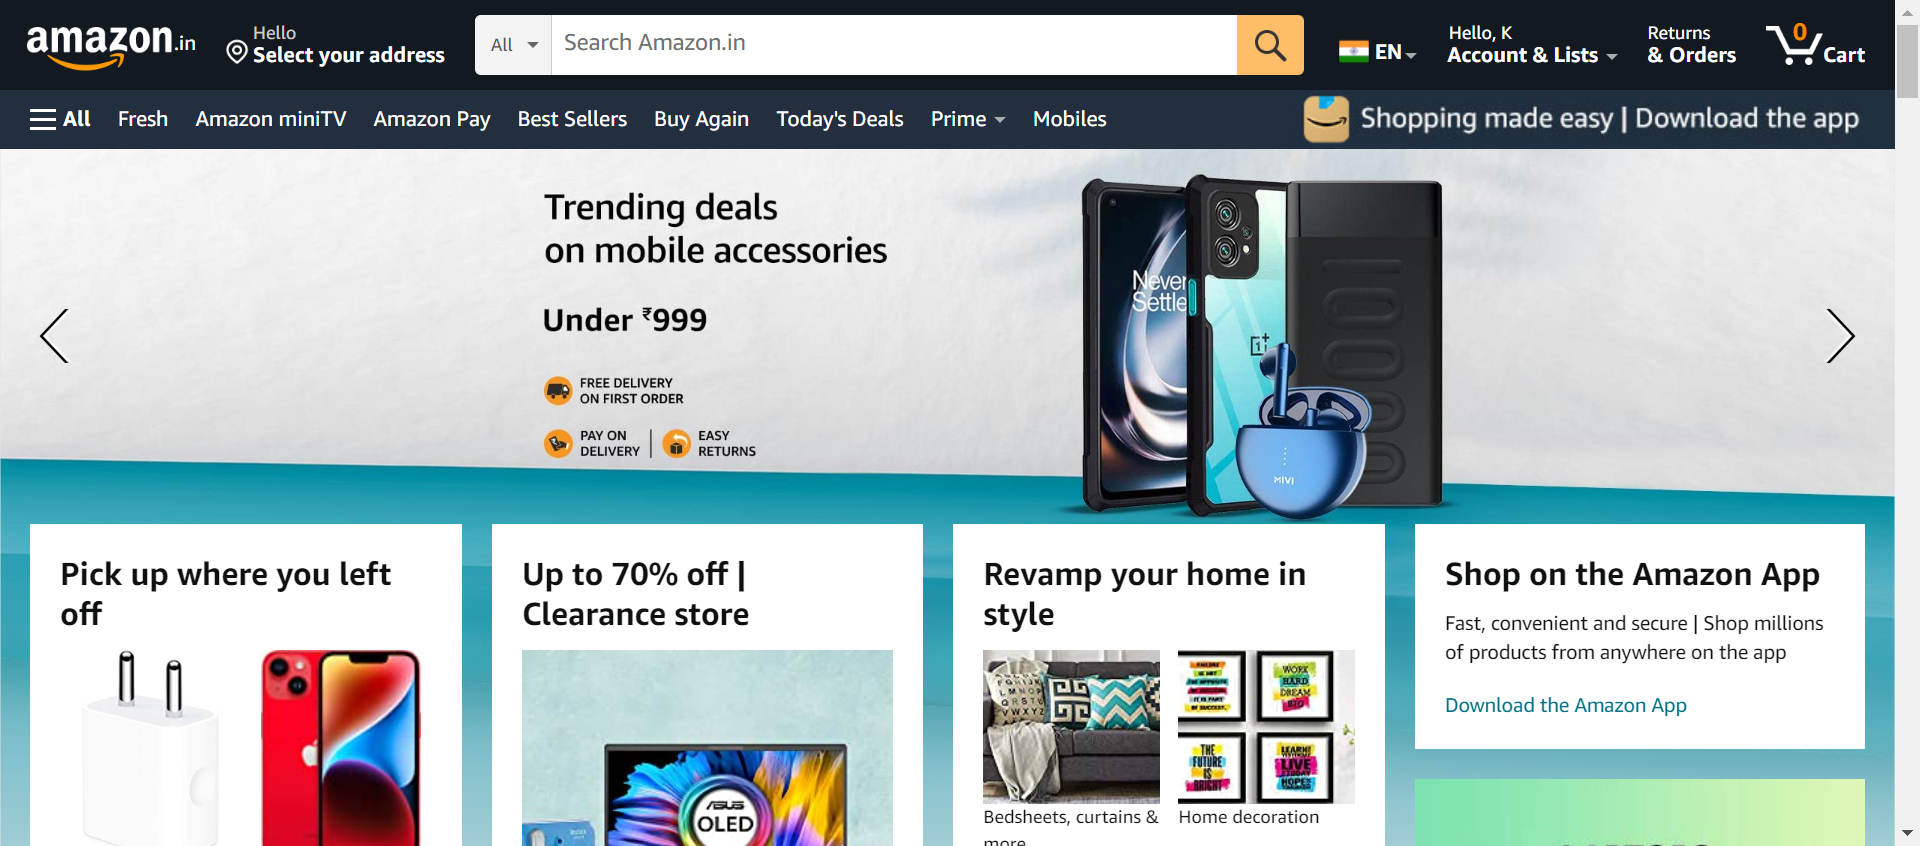 amazon.in
Hello
Select your address
All
Search Amazon.in
EN
Hello, K
Account & Lists
Returns
& Orders
0
Cart
All
Fresh
Amazon miniTV
Amazon Pay
Best Sellers
Buy Again
Today's Deals
Prime
Mobiles
Shopping made easy | Download the app
Trending deals
on mobile accessories
Under ₹999
FREE DELIVERY
ON FIRST ORDER
PAY ON
DELIVERY
EASY
RETURNS
Never
Settle
MIVI
Pick up where you left
off
Up to 70% off |
Clearance store
ASUS
OLED
Revamp your home in
style
Bedsheets, curtains &
more
WORK
HARD
DREAM
BIG
THE
FUTURE
IS
BRIGHT
Home decoration
Shop on the Amazon App
Fast, convenient and secure | Shop millions
of products from anywhere on the app
Download the Amazon App